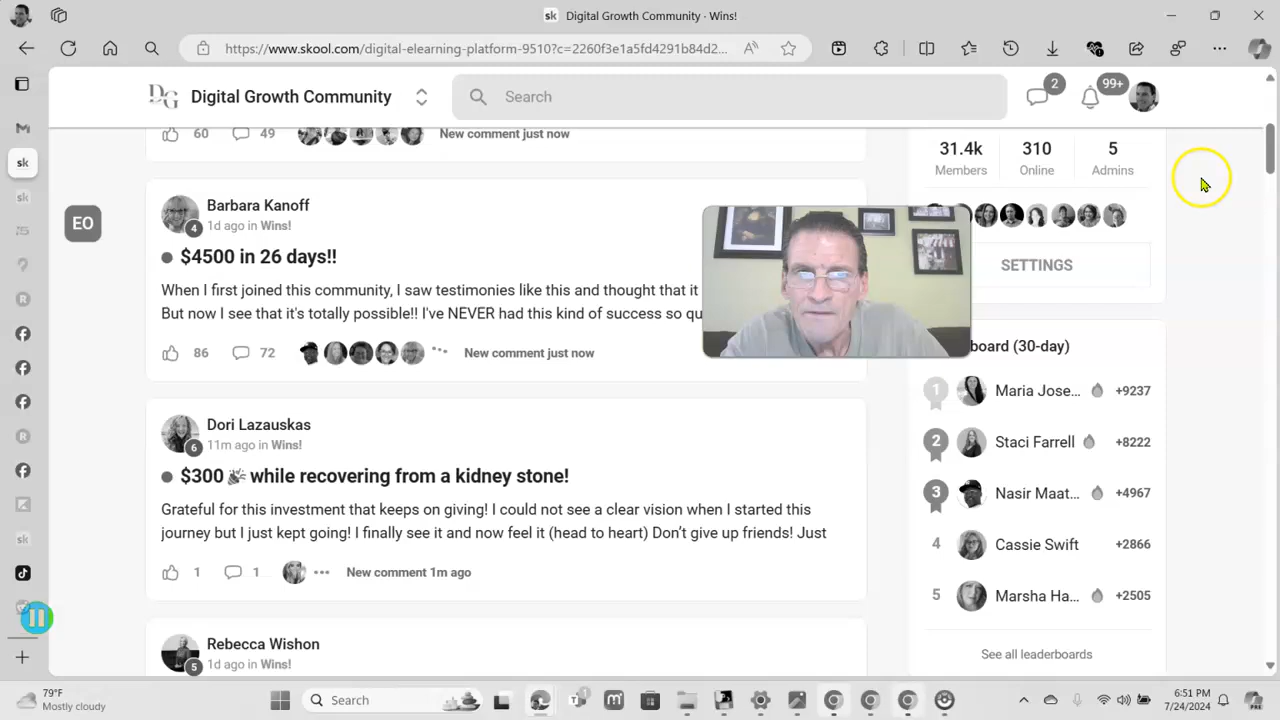 Digital Growth Community · Wins!
https://www.skool.com/digital-elearning-platform-9510?c=2260f3e1a5fd4291b84d2...
DG Digital Growth Community
Search
2
99+
60 49 New comment just now
31.4k 310 5
Members Online Admins
EO
Barbara Kanoff
4 1d ago in Wins!
$4500 in 26 days!!
When I first joined this community, I saw testimonies like this and thought that it
But now I see that it's totally possible!! I've NEVER had this kind of success so qu
86 72 New comment just now
SETTINGS
board (30-day)
1 Maria Jose... +9237
2 Staci Farrell +8222
3 Nasir Maat... +4967
4 Cassie Swift +2866
5 Marsha Ha... +2505
See all leaderboards
Dori Lazauskas
6 11m ago in Wins!
$300 🎉 while recovering from a kidney stone!
Grateful for this investment that keeps on giving! I could not see a clear vision when I started this
journey but I just kept going! I finally see it and now feel it (head to heart) Don't give up friends! Just
1 1 New comment 1m ago
Rebecca Wishon
5 1d ago in Wins!
79°F
Mostly cloudy
Search
6:51 PM
7/24/2024